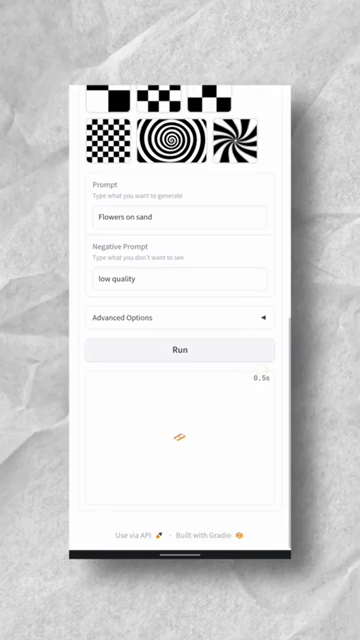 Prompt
Type what you want to generate
Flowers on sand
Negative Prompt
Type what you don't want to see
low quality
Advanced Options
Run
0.5s
Use via API · Built with Gradio